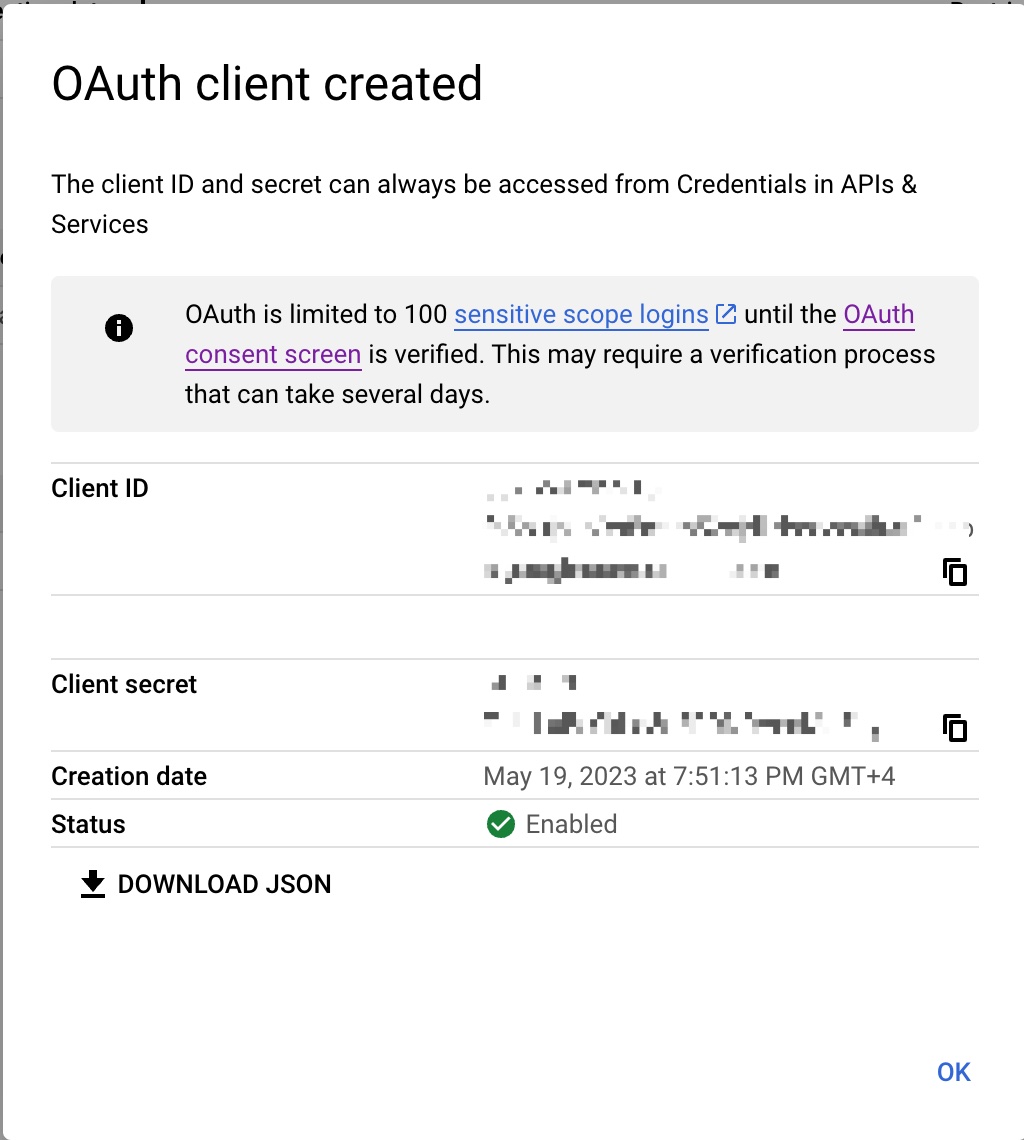 OAuth client created
The client ID and secret can always be accessed from Credentials in APIs &
Services
OAuth is limited to 100 sensitive scope logins until the OAuth
consent screen is verified. This may require a verification process
that can take several days.
Client ID
Client secret
Creation date May 19, 2023 at 7:51:13 PM GMT+4
Status Enabled
DOWNLOAD JSON
OK